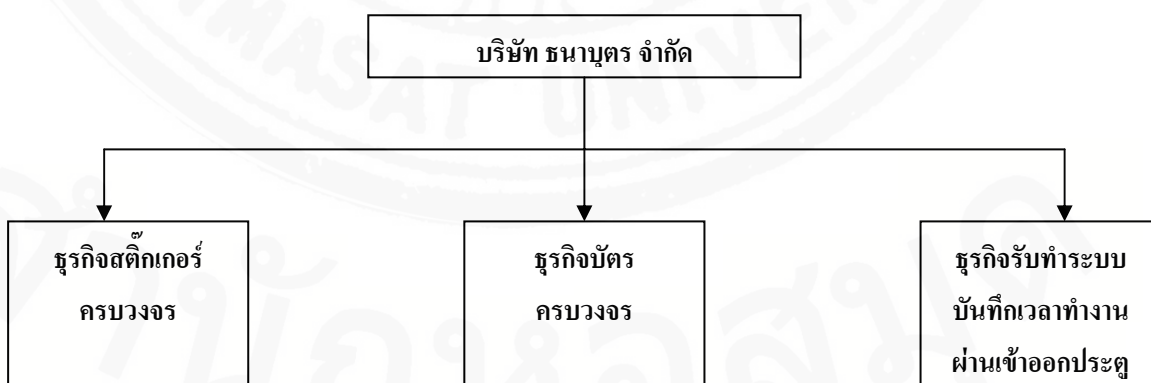 บริษัท ธนาบุตร จำกัด
ธุรกิจสติ๊กเกอร์
ครบวงจร
ธุรกิจบัตร
ครบวงจร
ธุรกิจรับทำระบบ
บันทึกเวลาทำงาน
ผ่านเข้าออกประตู